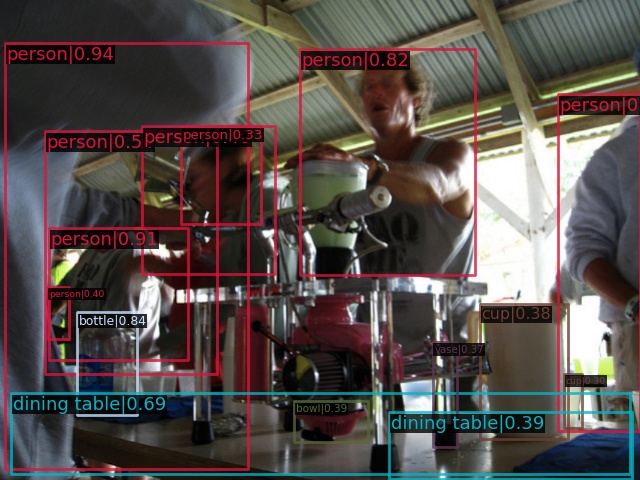 person|0.94
person|0.82
person|0
person|0.5
person|0.33
person|0.91
person|0.40
bottle|0.84
cup|0.38
vase|0.37
cup|0.30
dining table|0.69
bowl|0.39
dining table|0.39